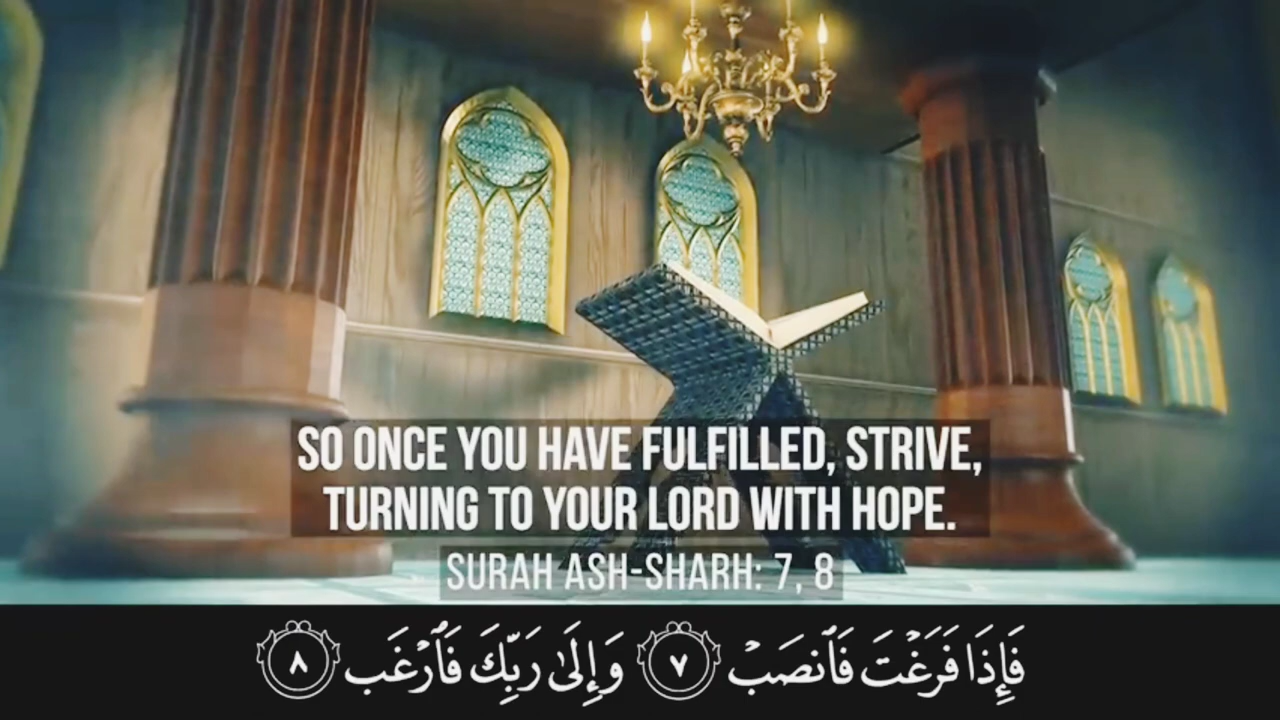 SO ONCE YOU HAVE FULFILLED, STRIVE,
TURNING TO YOUR LORD WITH HOPE.
SURAH ASH-SHARH: 7, 8
فَإِذَا فَرَغْتَ فَٱنصَبْ ٧ وَإِلَىٰ رَبِّكَ فَٱرْغَب ٨